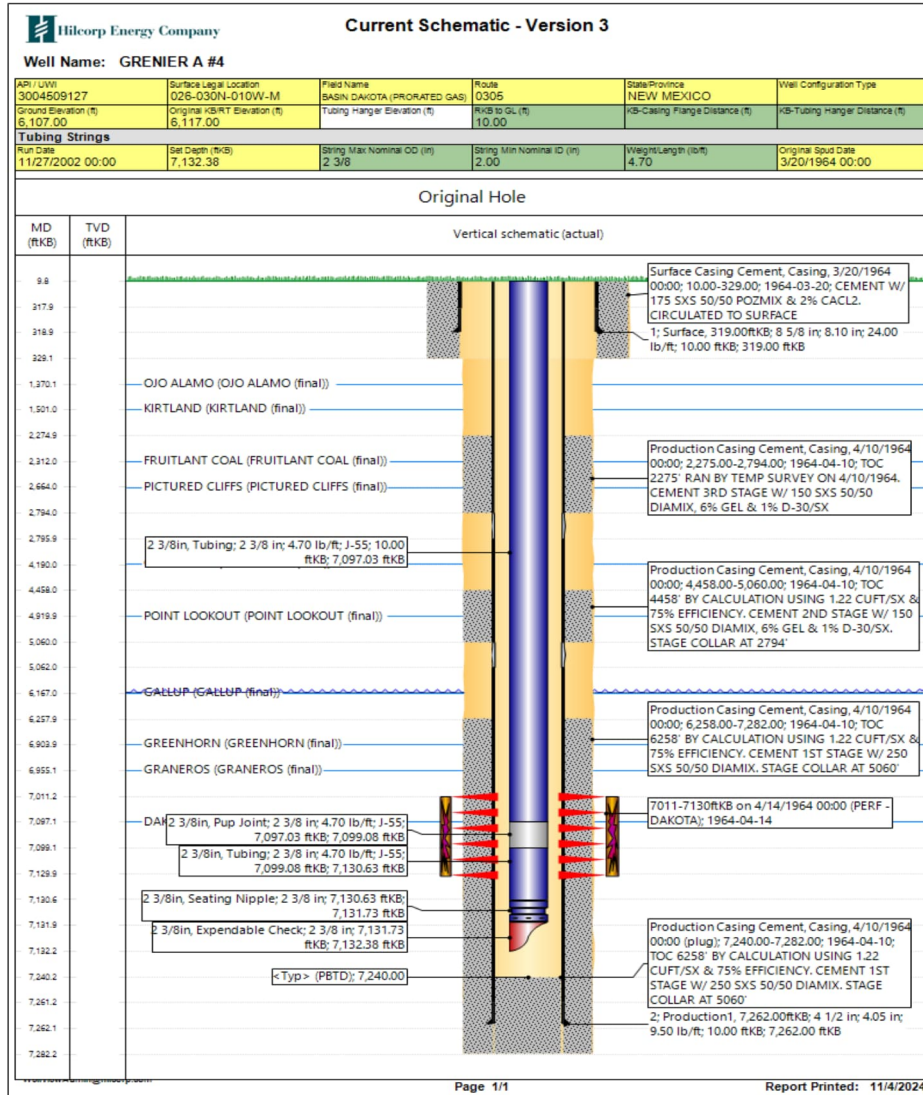 Hilcorp Energy Company
Current Schematic - Version 3
Well Name: GRENIER A #4
API / UWI
3004509127
Surface Legal Location
026-030N-010W-M
Field Name
BASIN DAKOTA (PRORATED GAS)
Route
0305
State/Province
NEW MEXICO
Well Configuration Type
Ground Elevation (ft)
6,107.00
Original KB/RT Elevation (ft)
6,117.00
Tubing Hanger Elevation (ft)
RKB to GL (ft)
10.00
KB-Casing Flange Distance (ft)
KB-Tubing Hanger Distance (ft)
Tubing Strings
Run Date
11/27/2002 00:00
Set Depth (ftKB)
7,132.38
String Max Nominal OD (in)
2 3/8
String Min Nominal ID (in)
2.00
Weight/Length (lb/ft)
4.70
Original Spud Date
3/20/1964 00:00
Original Hole
MD
(ftKB)
TVD
(ftKB)
Vertical schematic (actual)
9.8
317.9
318.9
329.1
1,370.1
1,501.0
2,274.9
2,312.0
2,664.0
2,794.0
2,795.9
4,190.0
4,458.0
4,919.9
5,060.0
5,062.0
6,167.0
6,257.9
6,903.9
6,955.1
7,011.2
7,097.1
7,099.1
7,129.9
7,130.6
7,131.9
7,132.2
7,240.2
7,261.2
7,262.1
7,282.2
OJO ALAMO (OJO ALAMO (final))
KIRTLAND (KIRTLAND (final))
FRUITLANT COAL (FRUITLANT COAL (final))
PICTURED CLIFFS (PICTURED CLIFFS (final))
2 3/8in, Tubing; 2 3/8 in; 4.70 lb/ft; J-55; 10.00
ftKB; 7,097.03 ftKB
POINT LOOKOUT (POINT LOOKOUT (final))
GALLUP (GALLUP (final))
GREENHORN (GREENHORN (final))
GRANEROS (GRANEROS (final))
2 3/8in, Pup Joint; 2 3/8 in; 4.70 lb/ft; J-55;
7,097.03 ftKB; 7,099.08 ftKB
2 3/8in, Tubing; 2 3/8 in; 4.70 lb/ft; J-55;
7,099.08 ftKB; 7,130.63 ftKB
2 3/8in, Seating Nipple; 2 3/8 in; 7,130.63 ftKB;
7,131.73 ftKB
2 3/8in, Expendable Check; 2 3/8 in; 7,131.73
ftKB; 7,132.38 ftKB
<Typ> (PBTD); 7,240.00
Surface Casing Cement, Casing, 3/20/1964
00:00; 10.00-329.00; 1964-03-20; CEMENT W/
175 SXS 50/50 POZMIX & 2% CACL2.
CIRCULATED TO SURFACE
1; Surface, 319.00ftKB; 8 5/8 in; 8.10 in; 24.00
lb/ft; 10.00 ftKB; 319.00 ftKB
Production Casing Cement, Casing, 4/10/1964
00:00; 2,275.00-2,794.00; 1964-04-10; TOC
2275' RAN BY TEMP SURVEY ON 4/10/1964.
CEMENT 3RD STAGE W/ 150 SXS 50/50
DIAMIX, 6% GEL & 1% D-30/SX
Production Casing Cement, Casing, 4/10/1964
00:00; 4,458.00-5,060.00; 1964-04-10; TOC
4458' BY CALCULATION USING 1.22 CUFT/SX &
75% EFFICIENCY. CEMENT 2ND STAGE W/ 150
SXS 50/50 DIAMIX, 6% GEL & 1% D-30/SX.
STAGE COLLAR AT 2794'
Production Casing Cement, Casing, 4/10/1964
00:00; 6,258.00-7,282.00; 1964-04-10; TOC
6258' BY CALCULATION USING 1.22 CUFT/SX &
75% EFFICIENCY. CEMENT 1ST STAGE W/ 250
SXS 50/50 DIAMIX. STAGE COLLAR AT 5060'
7011-7130ftKB on 4/14/1964 00:00 (PERF -
DAKOTA); 1964-04-14
Production Casing Cement, Casing, 4/10/1964
00:00 (plug); 7,240.00-7,282.00; 1964-04-10;
TOC 6258' BY CALCULATION USING 1.22
CUFT/SX & 75% EFFICIENCY. CEMENT 1ST
STAGE W/ 250 SXS 50/50 DIAMIX. STAGE
COLLAR AT 5060'
2; Production1, 7,262.00ftKB; 4 1/2 in; 4.05 in;
9.50 lb/ft; 10.00 ftKB; 7,262.00 ftKB
Page 1/1
Report Printed: 11/4/2024